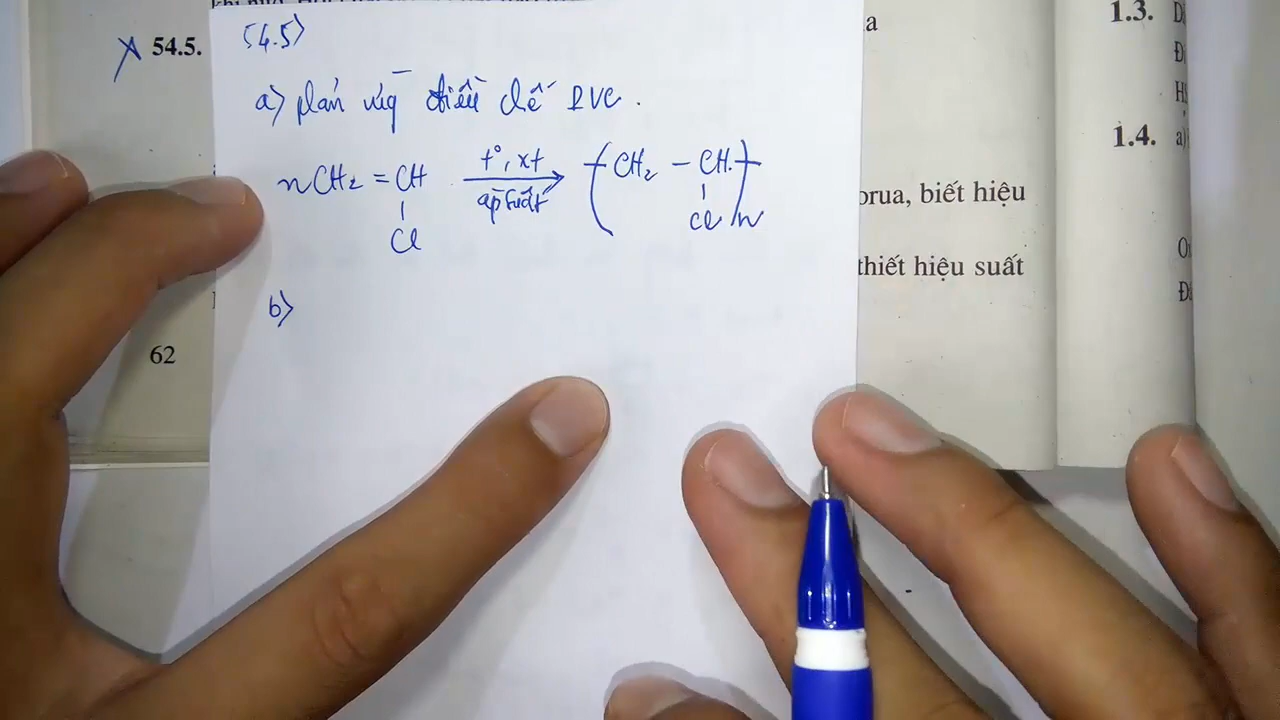 54.5.
54.5)
a) phản ứng điều chế PVC.
nCH2 = CH
t°, xt
áp suất
CH2 - CH
Cl
Cl n
b)
62
a
orua, biết hiệu
thiết hiệu suất
1.3.
1.4. a)